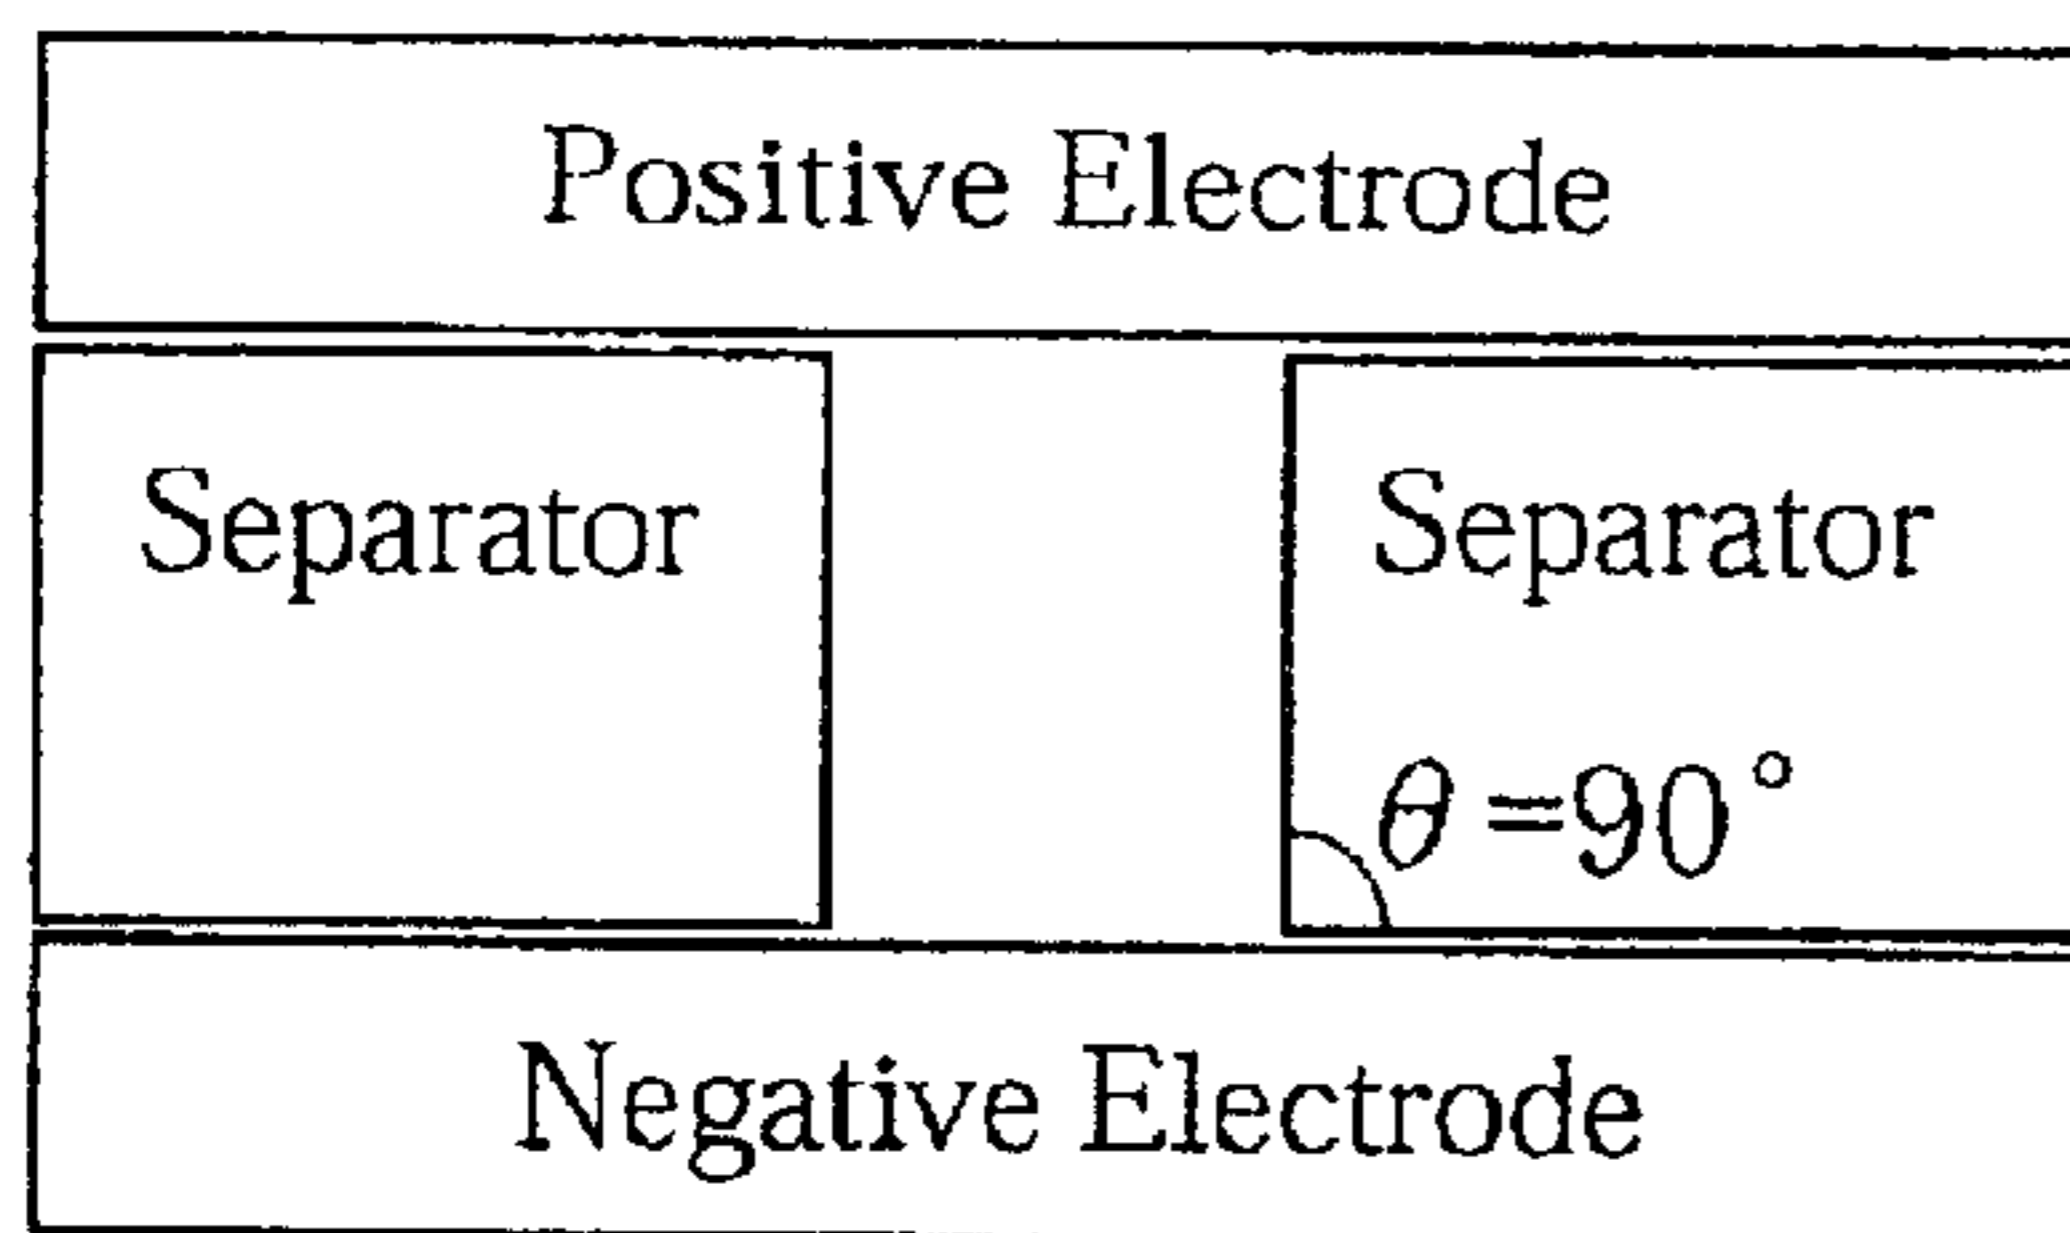 Positive Electrode
Separator Separator
θ=90°
Negative Electrode